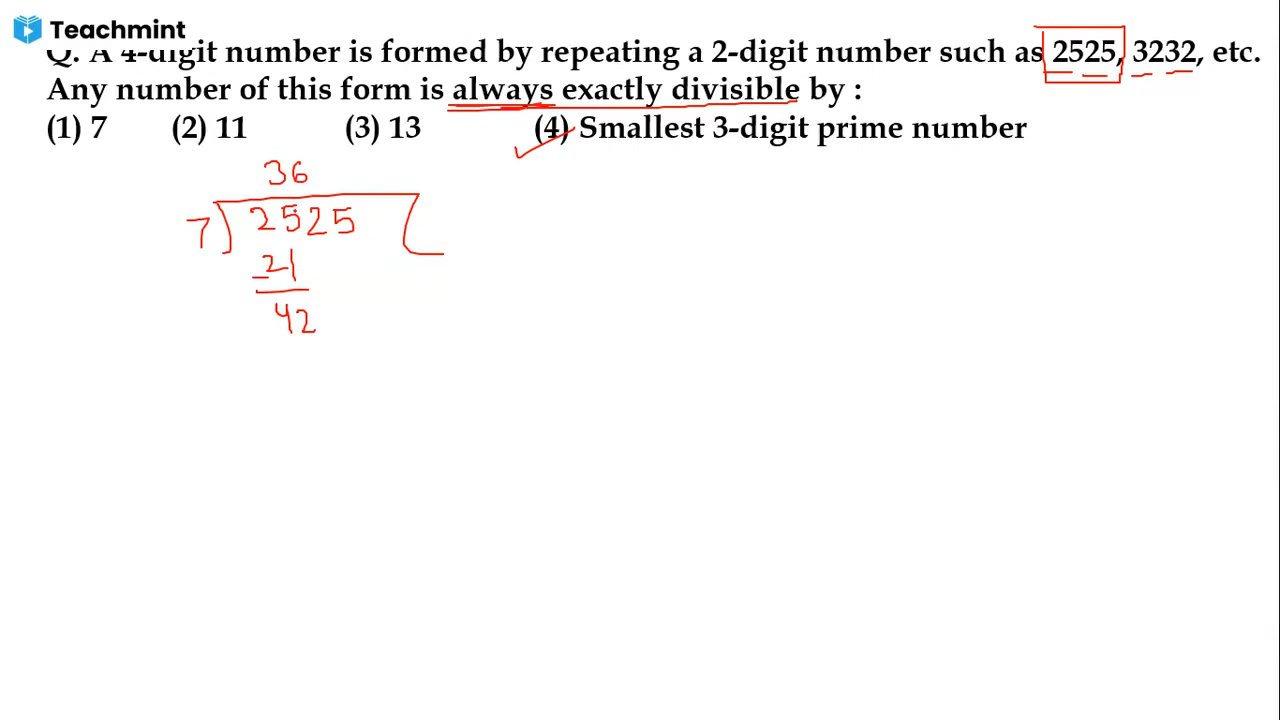 Teachmint
Q. A 4-digit number is formed by repeating a 2-digit number such as 2525, 3232, etc.
Any number of this form is always exactly divisible by :
(1) 7 (2) 11 (3) 13 (4) Smallest 3-digit prime number
36
7 2525
-21
42